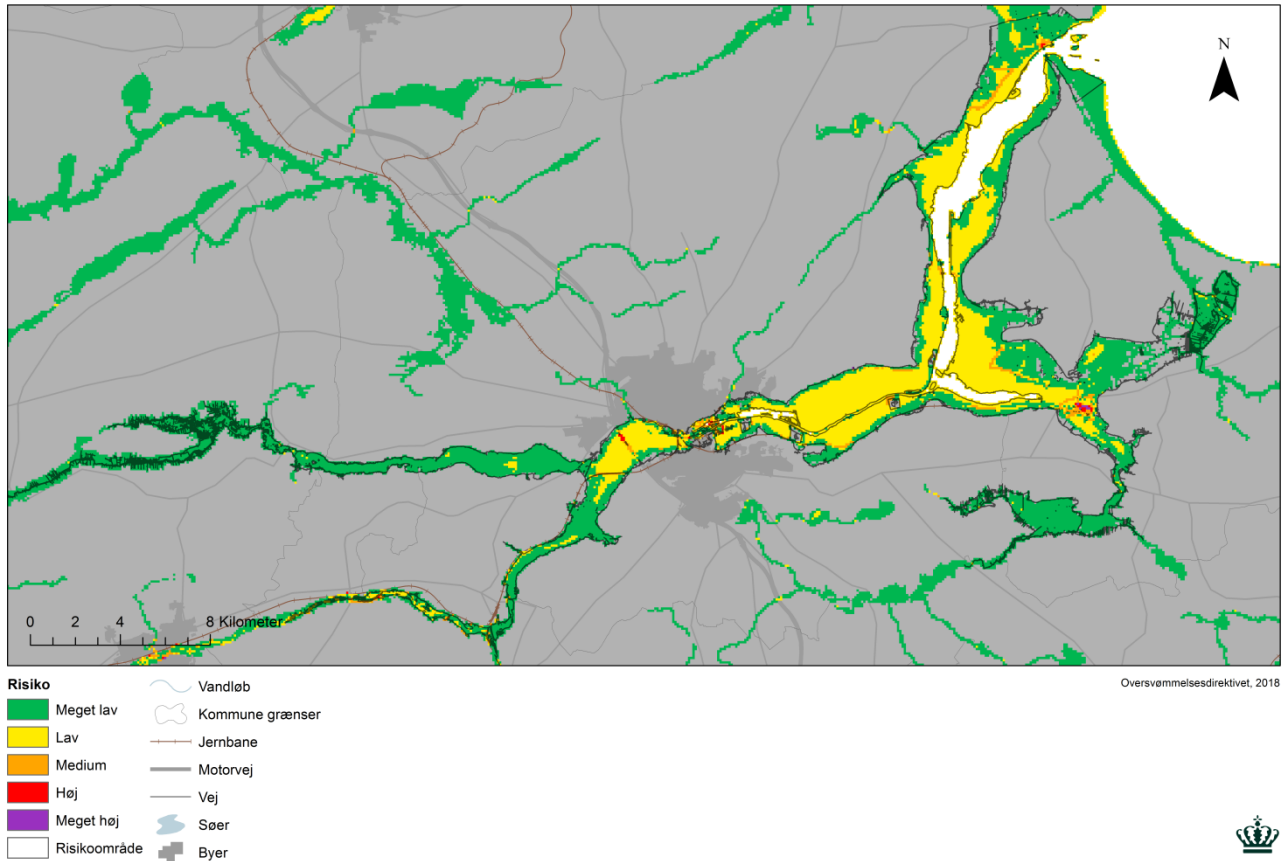 N
0 2 4 8 Kilometer
Oversvømmelsesdirektivet, 2018
Risiko
Meget lav
Lav
Medium
Høj
Meget høj
Risikoområde
Vandløb
Kommune grænser
Jernbane
Motorvej
Vej
Søer
Byer